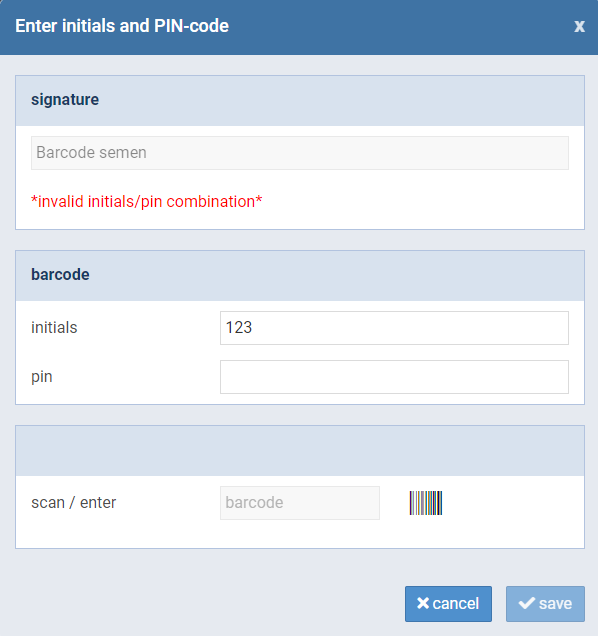 Enter initials and PIN-code x
signature
Barcode semen
*invalid initials/pin combination*
barcode
initials 123
pin
scan / enter barcode
cancel save